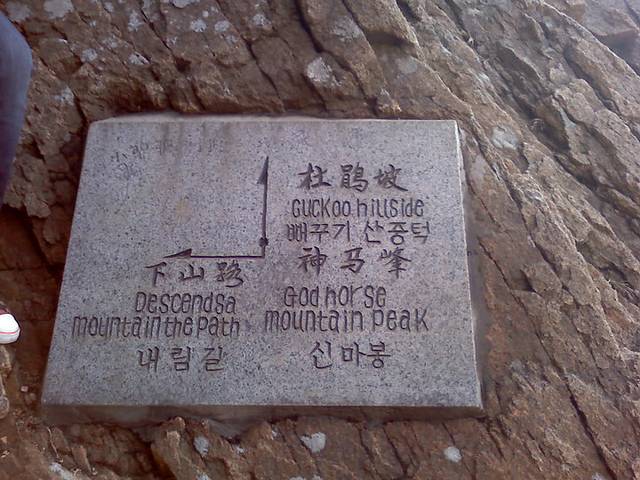 杜鹃坡
Guckoo hillside
뻐꾸기 산중턱
神马峰
God horse
mountain peak
신마봉
下山路
Descendsa
mountain the path
내림길